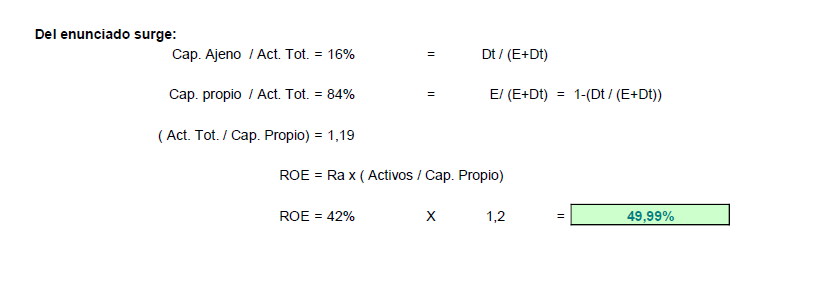 Del enunciado surge:
Cap. Ajeno / Act. Tot. = 16% = Dt / (E+Dt)
Cap. propio / Act. Tot. = 84% = E/ (E+Dt) = 1-(Dt / (E+Dt))
( Act. Tot. / Cap. Propio) = 1,19
ROE = Ra x ( Activos / Cap. Propio)
ROE = 42% X 1,2 = 49,99%